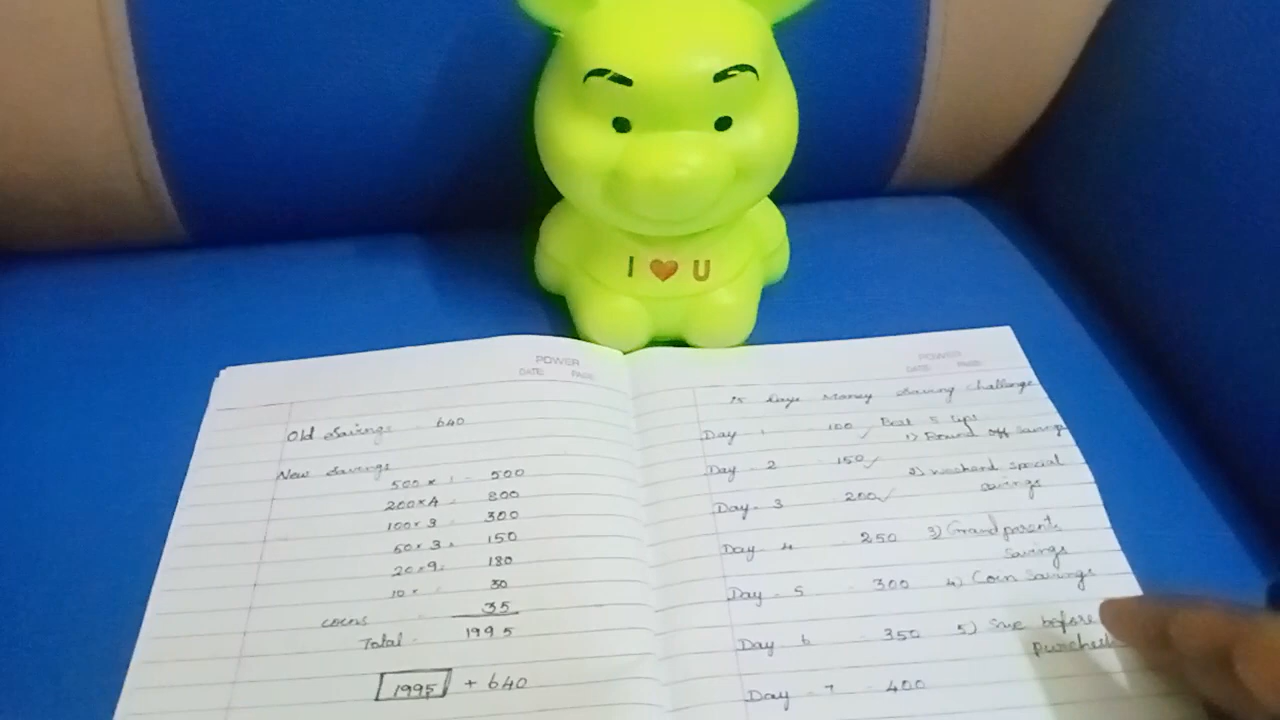 I ❤ U
POWER
DATE: PAGE:
Old Savings - 640
New Savings
500 x 1 - 500
200 x 4 - 800
100 x 3 - 300
50 x 3 - 150
20 x 9 - 180
10 x - 30
coins - 35
Total - 1995
1995 + 640
POWER
DATE: PAGE:
15 Days Money Saving Challenge
Day 1 100 ✓ Best 5 tips
1) Round off savings
Day - 2 150 ✓
2) Weekend special
savings
Day - 3 200 ✓
Day - 4 250 3) Grandparents
savings
Day - 5 - 300 4) Coin savings
Day 6 - 350 5) Save before
Day - 7 - 400